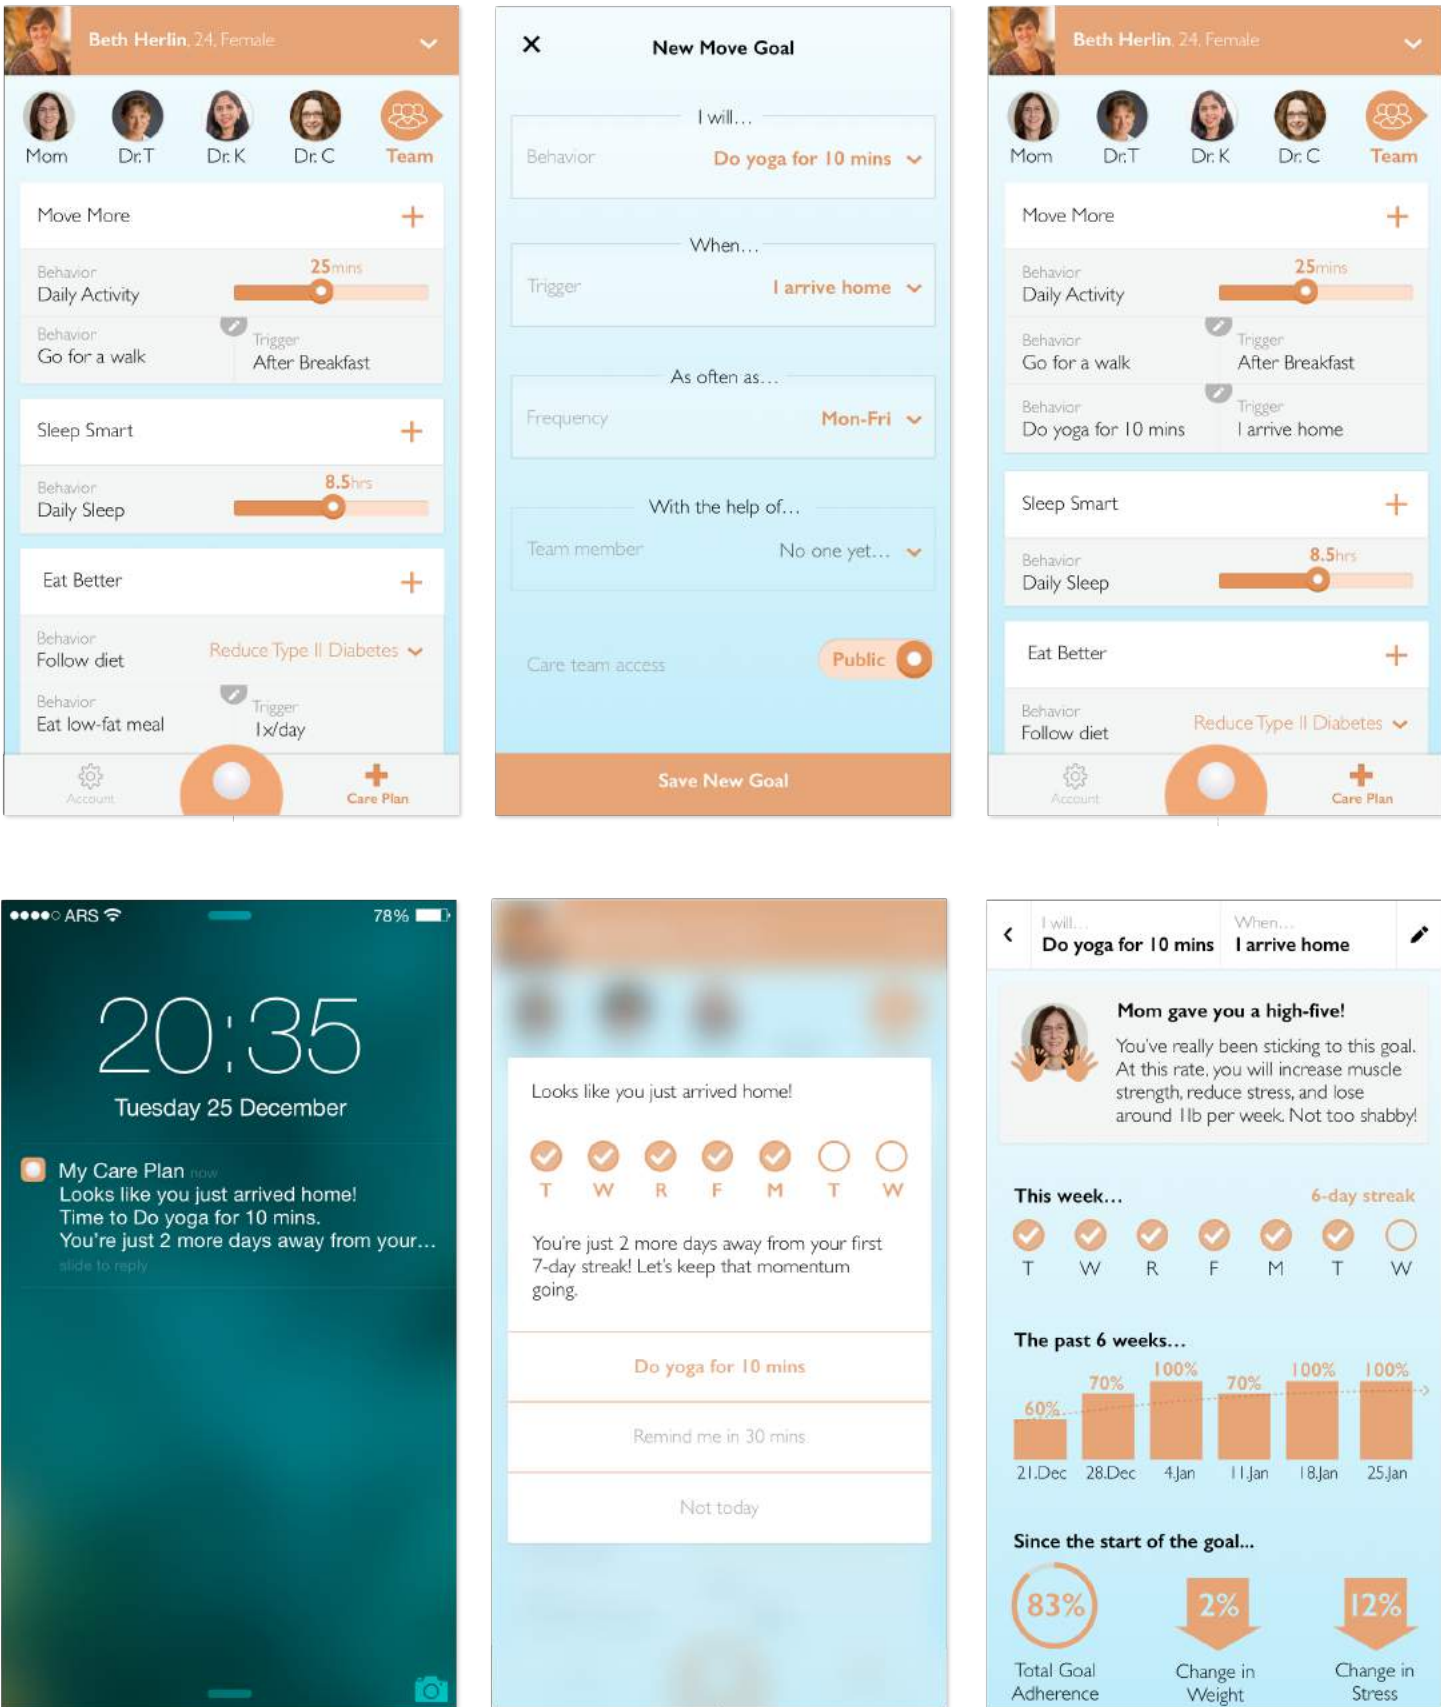 Beth Herlin, 24, Female
Mom Dr. T Dr. K Dr. C Team
Move More
25mins
Behavior
Daily Activity
Behavior
Go for a walk
Trigger
After Breakfast
Sleep Smart
8.5hrs
Behavior
Daily Sleep
Eat Better
Behavior
Follow diet
Reduce Type II Diabetes
Behavior
Eat low-fat meal
Trigger
1x/day
Account
Care Plan
New Move Goal
I will...
Behavior Do yoga for 10 mins
When...
Trigger I arrive home
As often as...
Frequency Mon-Fri
With the help of...
Team member No one yet...
Care team access Public
Save New Goal
Beth Herlin, 24, Female
Mom Dr. T Dr. K Dr. C Team
Move More
25mins
Behavior
Daily Activity
Behavior
Go for a walk
Trigger
After Breakfast
Behavior
Do yoga for 10 mins
Trigger
I arrive home
Sleep Smart
8.5hrs
Behavior
Daily Sleep
Eat Better
Behavior
Follow diet
Reduce Type II Diabetes
Account
Care Plan
ARS 78%
20:35
Tuesday 25 December
My Care Plan now
Looks like you just arrived home!
Time to Do yoga for 10 mins.
You're just 2 more days away from your...
slide to reply
Looks like you just arrived home!
T W R F M T W
You're just 2 more days away from your first
7-day streak! Let's keep that momentum
going.
Do yoga for 10 mins
Remind me in 30 mins
Not today
I will...
Do yoga for 10 mins
When...
I arrive home
Mom gave you a high-five!
You've really been sticking to this goal.
At this rate, you will increase muscle
strength, reduce stress, and lose
around 1lb per week. Not too shabby!
This week... 6-day streak
T W R F M T W
The past 6 weeks...
60% 70% 100% 70% 100% 100%
21.Dec 28.Dec 4.Jan 11.Jan 18.Jan 25.Jan
Since the start of the goal...
83% 2% 12%
Total Goal
Adherence
Change in
Weight
Change in
Stress